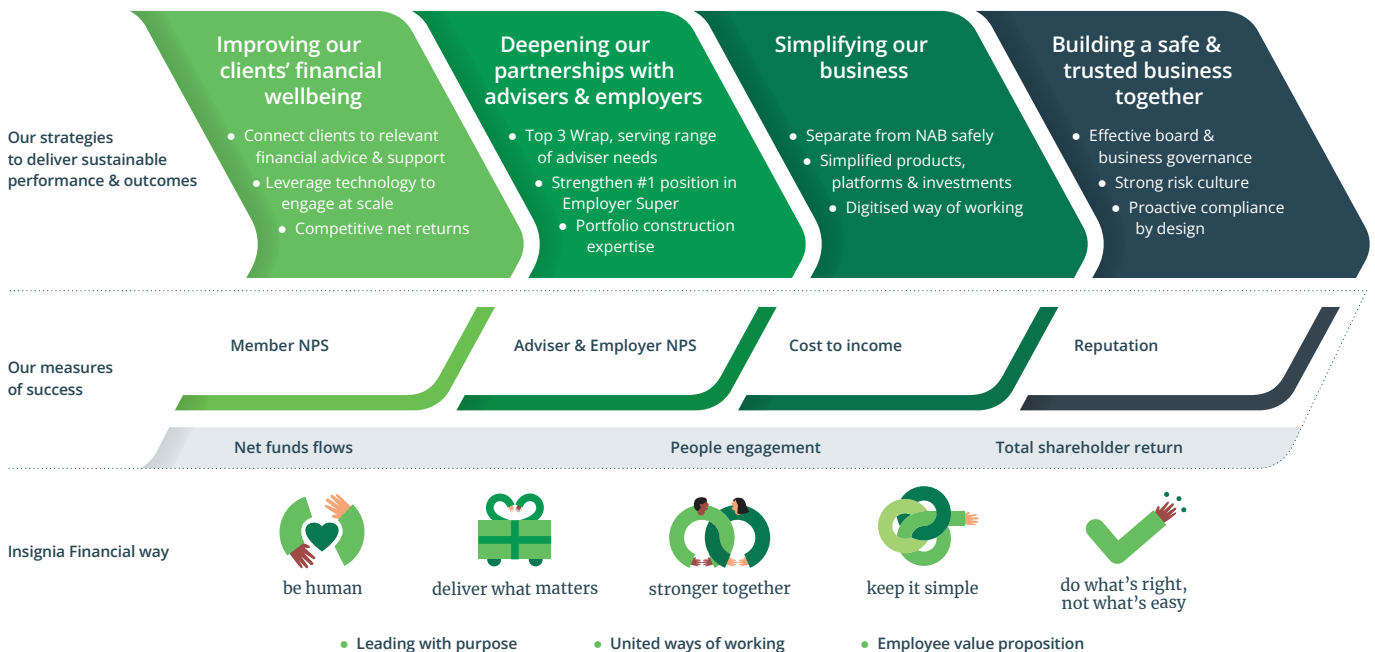 Our strategies
to deliver sustainable
performance & outcomes
Improving our
clients' financial
wellbeing
● Connect clients to relevant
financial advice & support
● Leverage technology to
engage at scale
● Competitive net returns
Deepening our
partnerships with
advisers & employers
● Top 3 Wrap, serving range
of adviser needs
● Strengthen #1 position in
Employer Super
● Portfolio construction
expertise
Simplifying our
business
● Separate from NAB safely
● Simplified products,
platforms & investments
● Digitised way of working
Building a safe &
trusted business
together
● Effective board &
business governance
● Strong risk culture
● Proactive compliance
by design
Our measures
of success
Member NPS
Adviser & Employer NPS
Cost to income
Reputation
Net funds flows
People engagement
Total shareholder return
Insignia Financial way
be human
deliver what matters
stronger together
keep it simple
do what's right,
not what's easy
● Leading with purpose
● United ways of working
● Employee value proposition